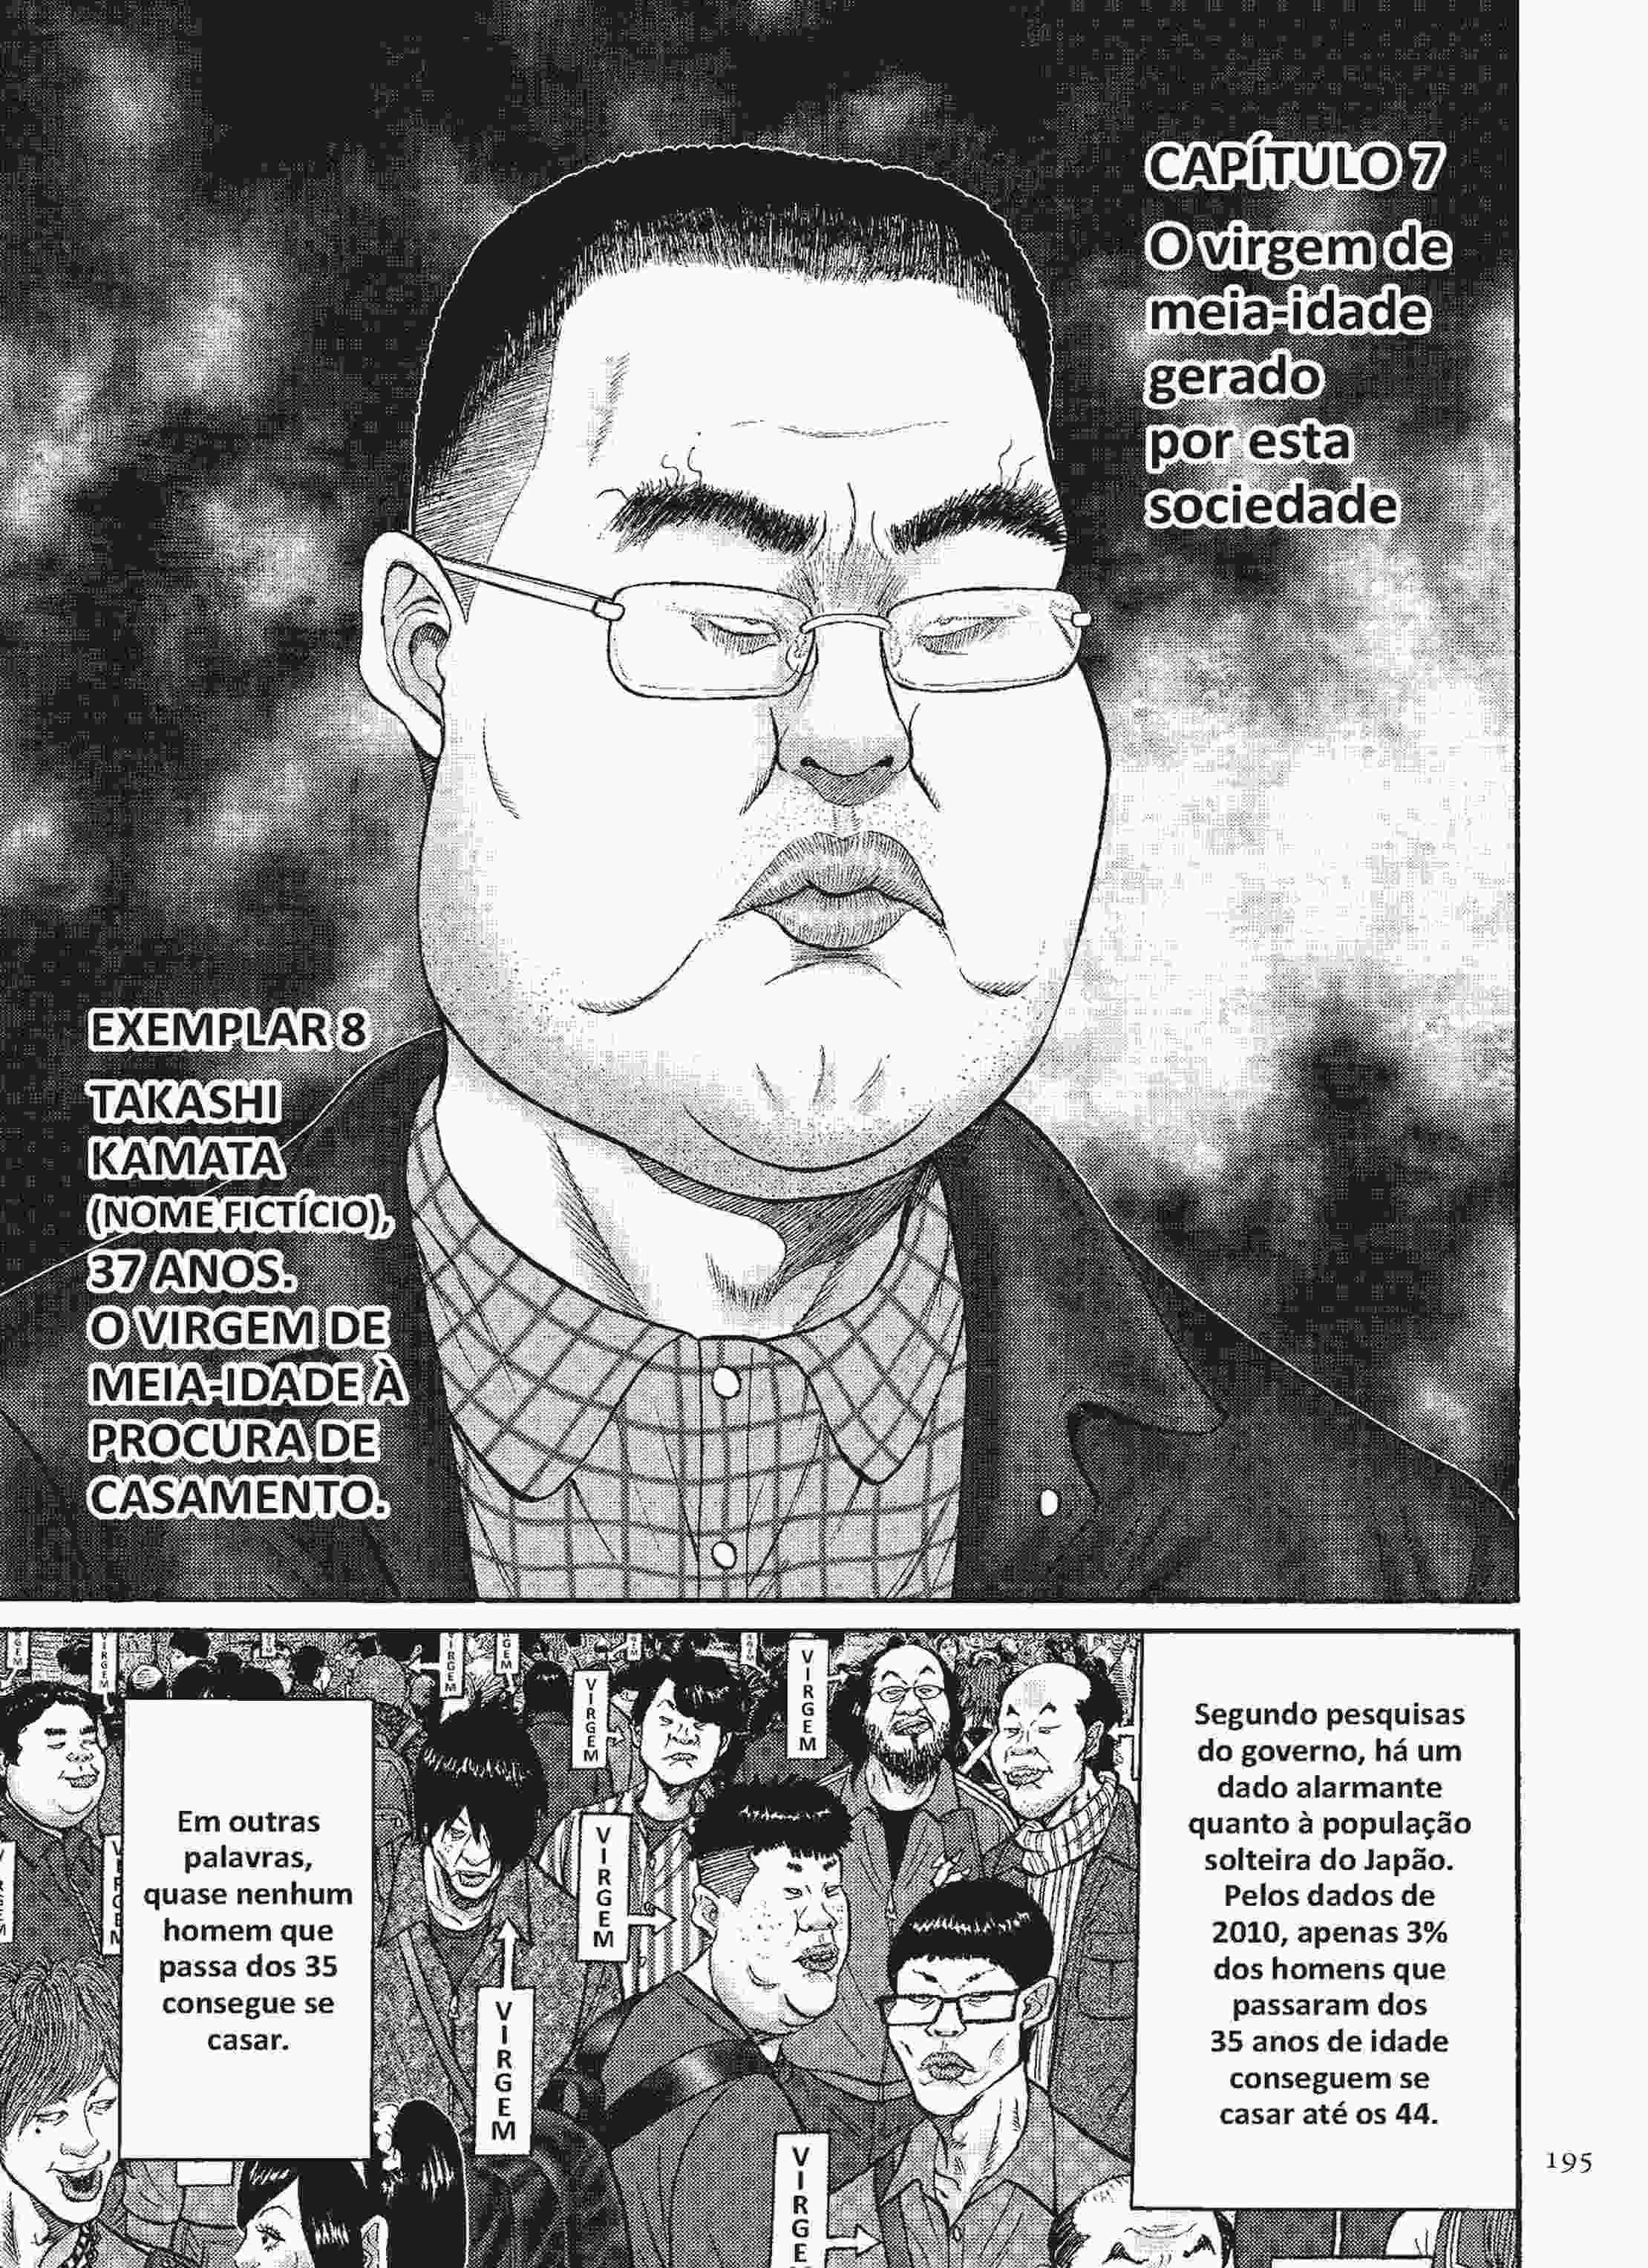 CAPÍTULO 7
O virgem de
meia-idade
gerado
por esta
sociedade
EXEMPLAR 8
TAKASHI
KAMATA
(NOME FICTÍCIO),
37 ANOS.
O VIRGEM DE
MEIA-IDADE À
PROCURA DE
CASAMENTO.
Segundo pesquisas
do governo, há um
dado alarmante
quanto à população
solteira do Japão.
Pelos dados de
2010, apenas 3%
dos homens que
passaram dos
35 anos de idade
conseguem se
casar até os 44.
VIRGEM
VIRGEM
VIRGEM
VIRGEM
VIRGEM
VIRGE
Em outras
palavras,
quase nenhum
homem que
passa dos 35
consegue se
casar.
195